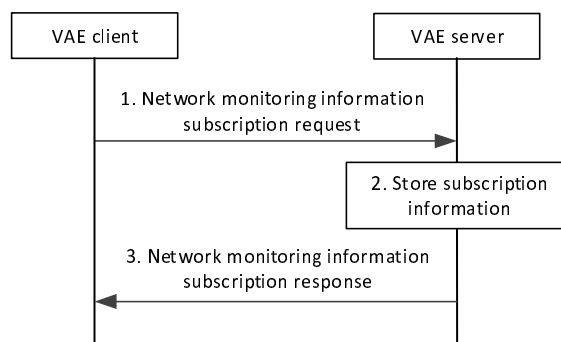 VAE client
VAE server
1. Network monitoring information
subscription request
2. Store subscription
information
3. Network monitoring information
subscription response